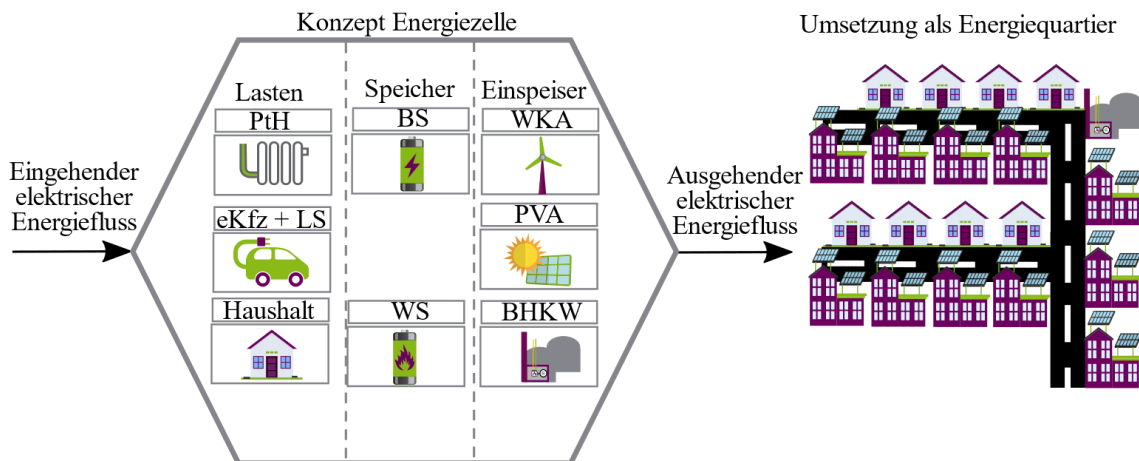 Konzept Energiezelle
Umsetzung als Energiequartier
Lasten
Speicher
Einspeiser
PtH
BS
WKA
Eingehender
elektrischer
Energiefluss
eKfz + LS
PVA
Haushalt
WS
BHKW
Ausgehender
elektrischer
Energiefluss